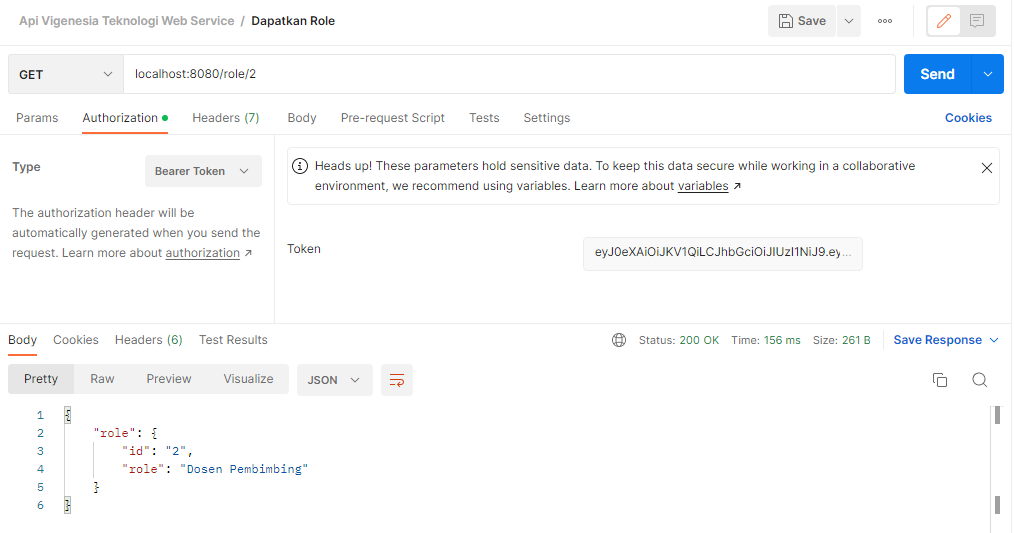 Api Vigenesia Teknologi Web Service / Dapatkan Role
Save
GET
localhost:8080/role/2
Send
Params Authorization Headers (7) Body Pre-request Script Tests Settings Cookies
Type
Bearer Token
The authorization header will be
automatically generated when you send the
request. Learn more about authorization ↗
Heads up! These parameters hold sensitive data. To keep this data secure while working in a collaborative
environment, we recommend using variables. Learn more about variables ↗
Token
eyJ0eXAiOiJKV1QiLCJhbGciOiJIUzI1NiJ9.ey...
Body Cookies Headers (6) Test Results
Status: 200 OK Time: 156 ms Size: 261 B Save Response
Pretty Raw Preview Visualize JSON
1 {
2 "role": {
3 "id": "2",
4 "role": "Dosen Pembimbing"
5 }
6 }